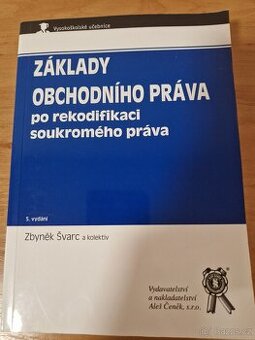 Vysokoškolské učebnice
ZÁKLADY
OBCHODNÍHO PRÁVA
po rekodifikaci
soukromého práva
5. vydání
Zbyněk Švarc a kolektiv
Vydavatelství
a nakladatelství
Aleš Čeněk, s.r.o.